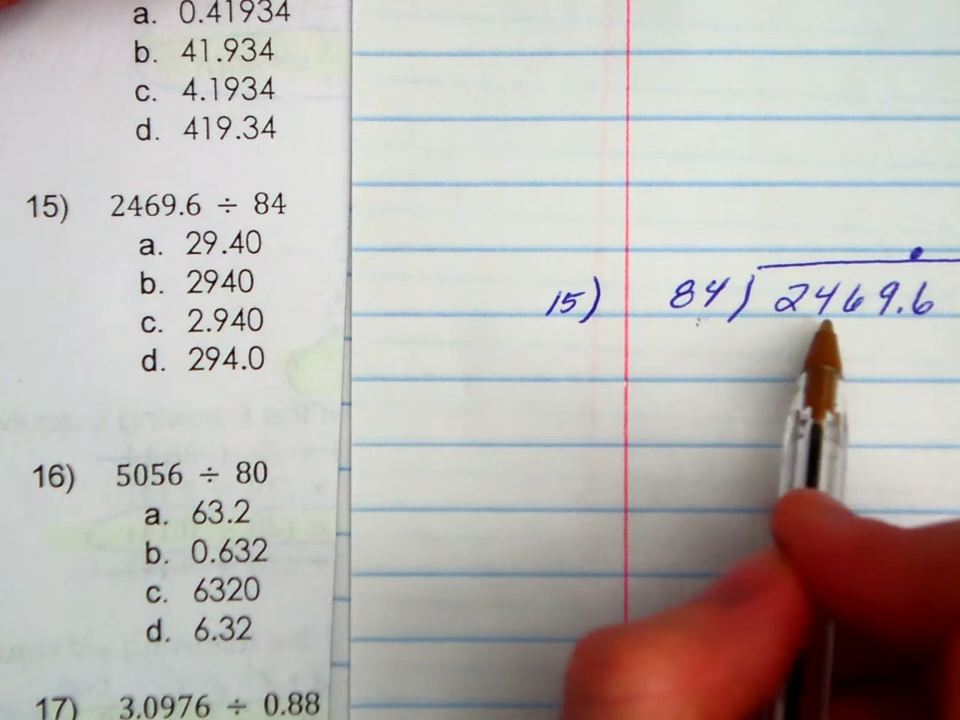 a. 0.41934
b. 41.934
c. 4.1934
d. 419.34
15) 2469.6 ÷ 84
a. 29.40
b. 2940
c. 2.940
d. 294.0
16) 5056 ÷ 80
a. 63.2
b. 0.632
c. 6320
d. 6.32
17) 3.0976 ÷ 0.88
15) 84) 2469.6